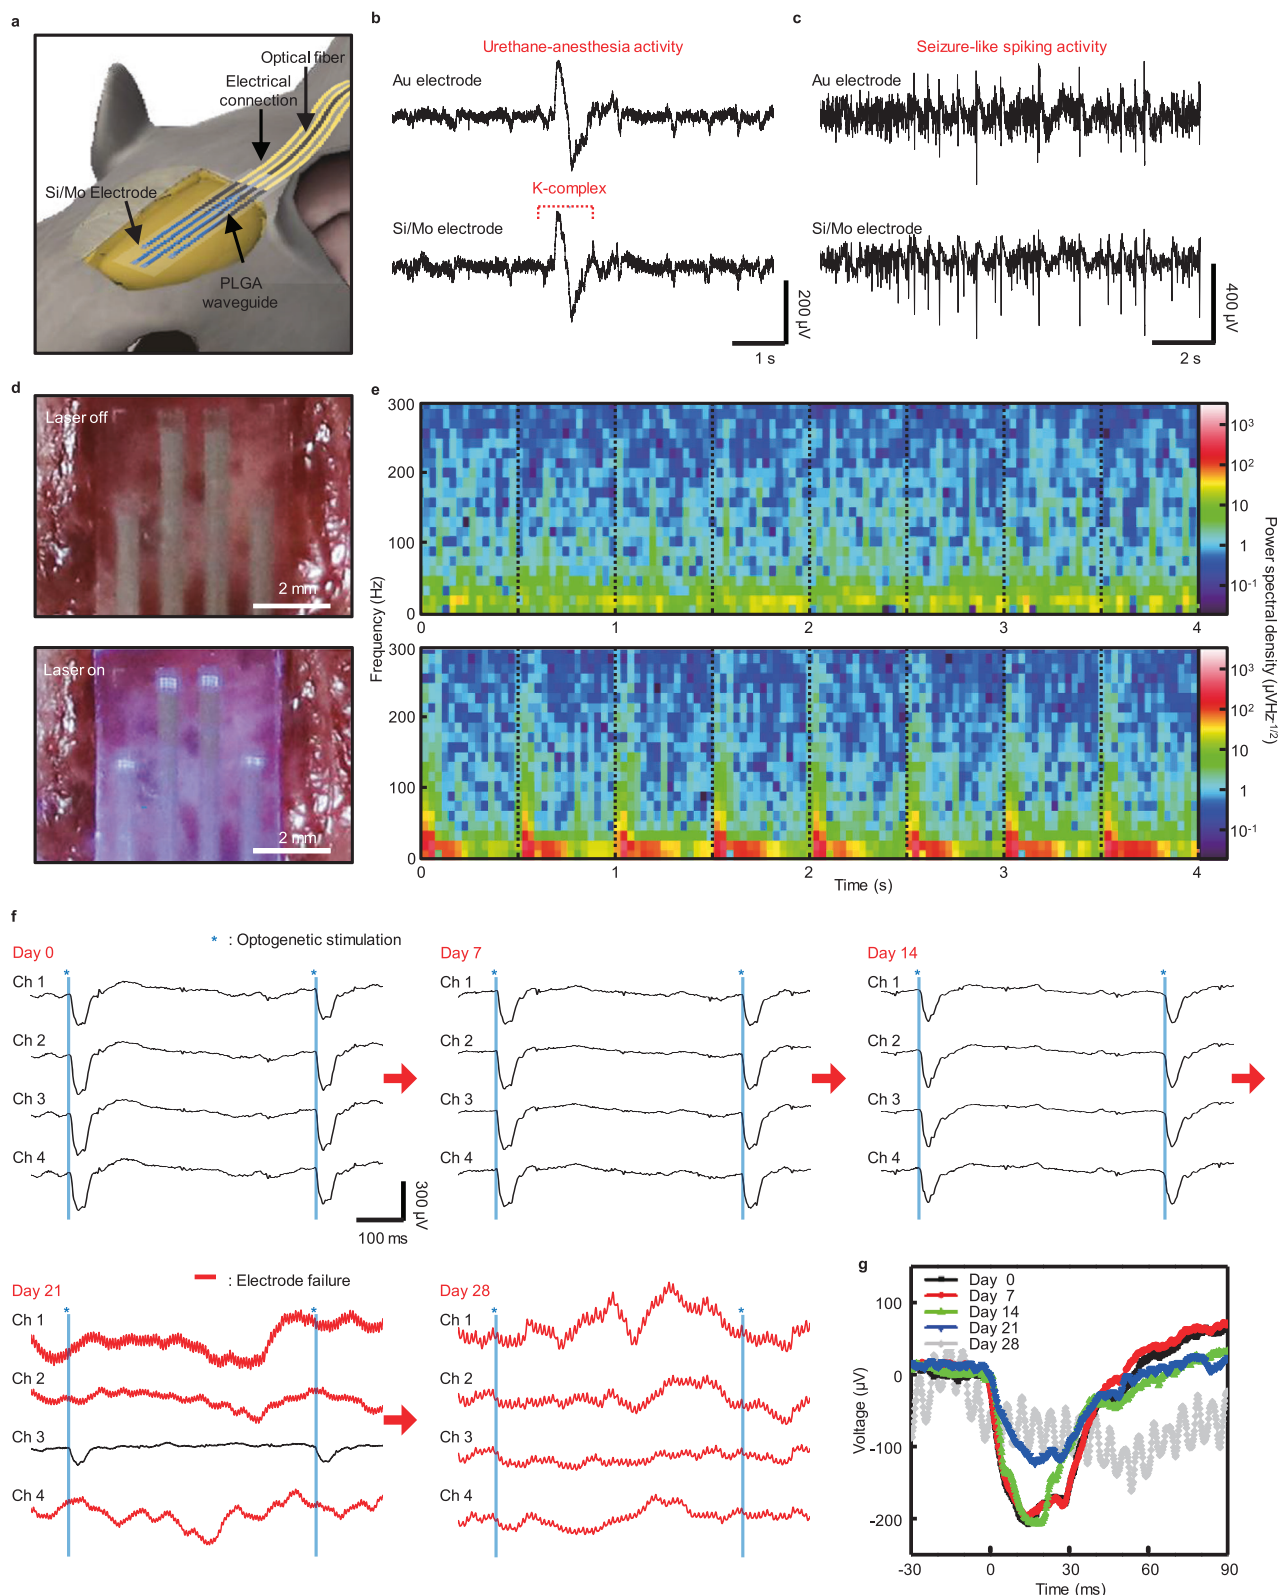 a
Optical fiber
Electrical
connection
Si/Mo Electrode
PLGA
waveguide
b
Urethane-anesthesia activity
Au electrode
K-complex
Si/Mo electrode
200 µV
1 s
c
Seizure-like spiking activity
Au electrode
Si/Mo electrode
400 µV
2 s
d
Laser off
2 mm
Laser on
2 mm
e
300
200
100
0
0
1
2
3
4
10³
10²
10
1
10⁻¹
300
200
100
0
0
1
2
3
4
10³
10²
10
1
10⁻¹
Frequency (Hz)
Time (s)
Power spectral density (µVHz⁻¹ᐟ²)
f
* : Optogenetic stimulation
Day 0
* *
Ch 1
Ch 2
Ch 3
Ch 4
300 µV
100 ms
Day 7
* *
Ch 1
Ch 2
Ch 3
Ch 4
Day 14
* *
Ch 1
Ch 2
Ch 3
Ch 4
: Electrode failure
Day 21
* *
Ch 1
Ch 2
Ch 3
Ch 4
Day 28
* *
Ch 1
Ch 2
Ch 3
Ch 4
g
Day 0
Day 7
Day 14
Day 21
Day 28
100
0
-100
-200
Voltage (µV)
-30
0
30
60
90
Time (ms)